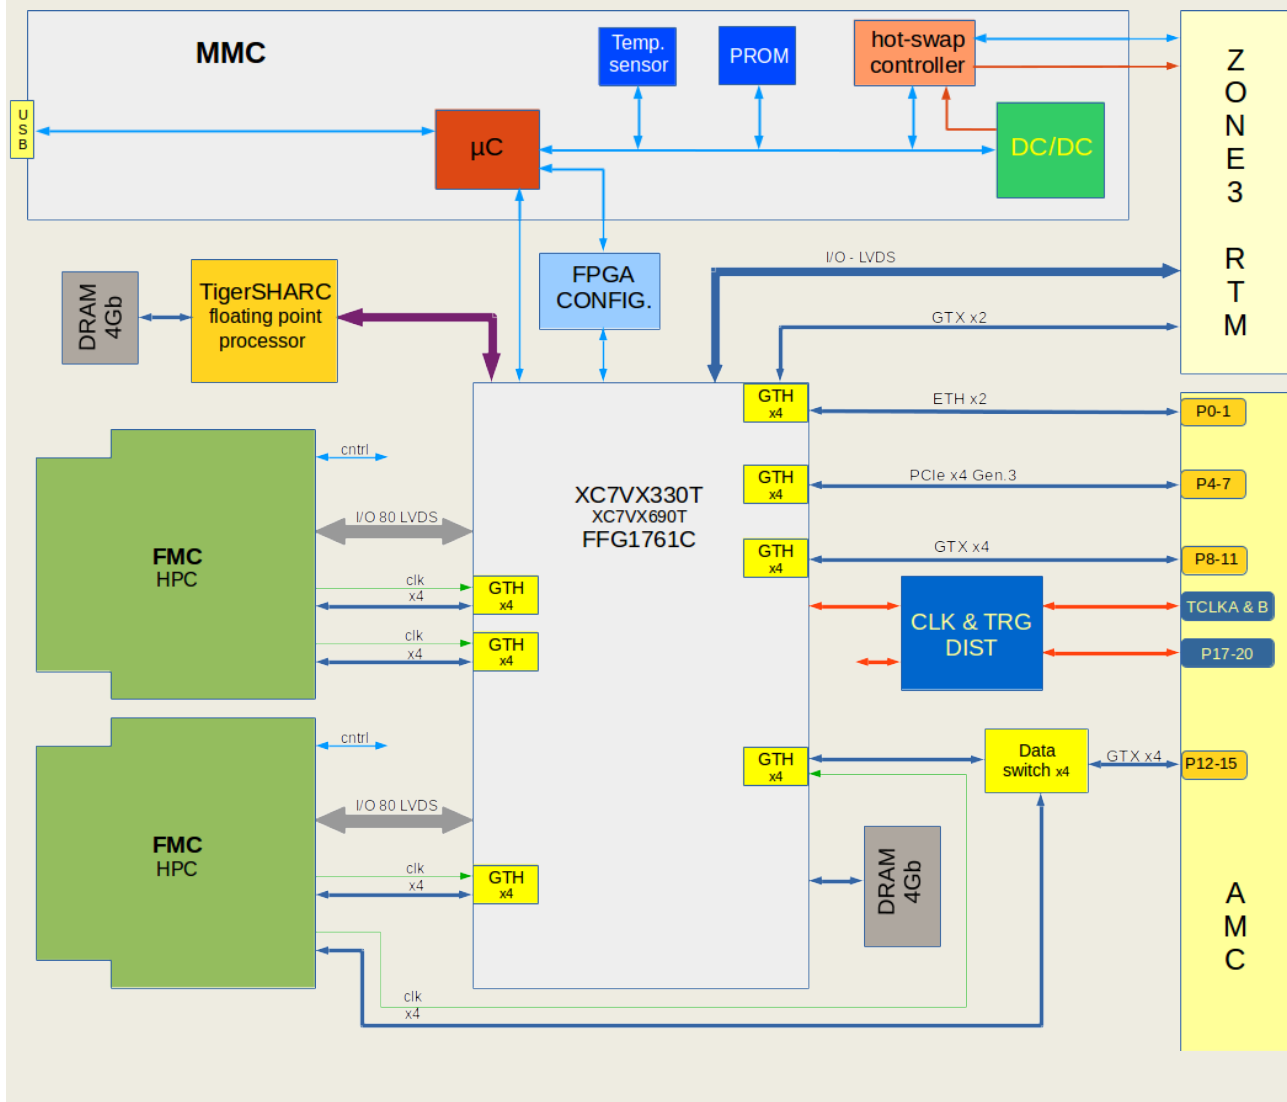 MMC
Temp.
sensor
PROM
hot-swap
controller
Z
O
N
E
3
R
T
M
U
S
B
µC
DC/DC
I/O - LVDS
FPGA
CONFIG.
DRAM
4Gb
TigerSHARC
floating point
processor
GTX x2
GTH
x4
ETH x2
P0-1
cntrl
GTH
x4
PCIe x4 Gen.3
P4-7
XC7VX330T
XC7VX690T
FFG1761C
I/O 80 LVDS
FMC
HPC
GTH
x4
GTX x4
P8-11
clk
x4
GTH
x4
TCLKA & B
CLK & TRG
DIST
clk
x4
GTH
x4
P17-20
cntrl
GTH
x4
Data
switch x4
GTX x4
P12-15
I/O 80 LVDS
FMC
HPC
clk
x4
GTH
x4
DRAM
4Gb
A
M
C
clk
x4